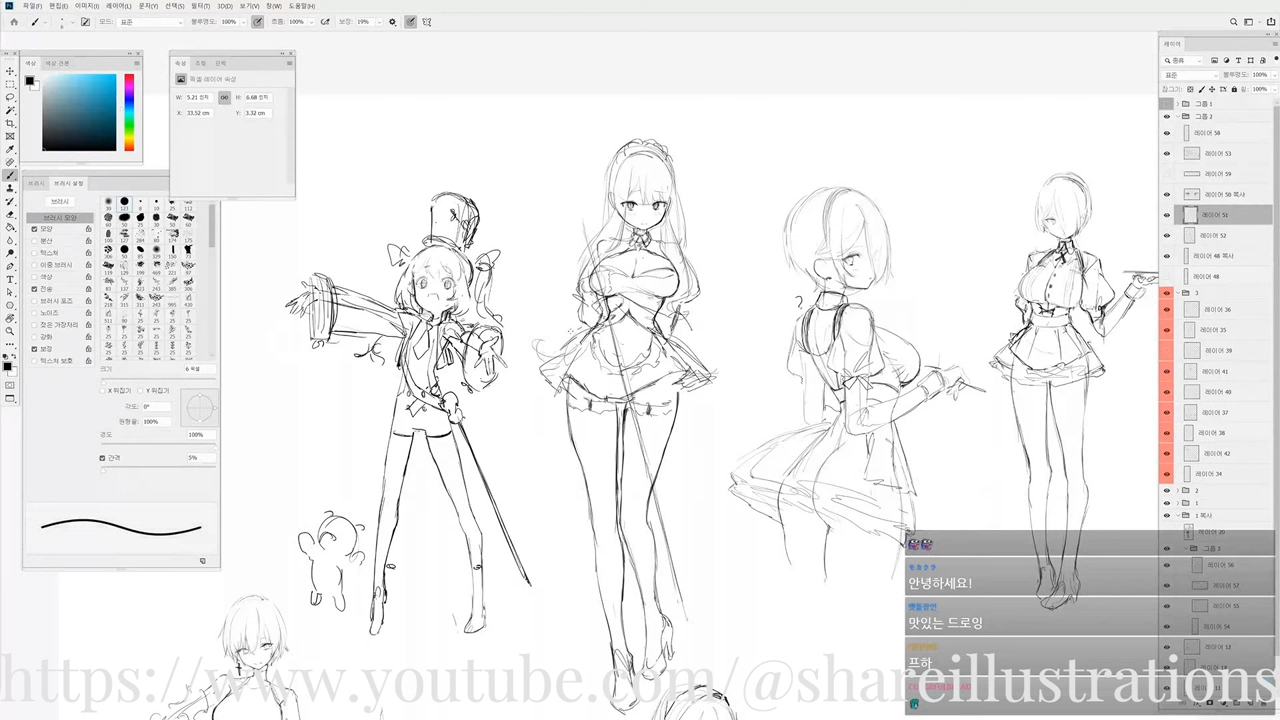 파일(F) 편집(E) 이미지(I) 레이어(L) 문자(Y) 선택(S) 필터(T) 3D(D) 보기(V) 창(W) 도움말(H)
모드: 표준 불투명도: 100% 흐름: 100% 보정: 19%
색상 색상 견본
속성 조정
픽셀 레이어 속성
W: 5.21 인치 H: 6.68 인치
X: 33.52 cm Y: 3.32 cm
브러시 브러시 설정
브러시
브러시 모양
모양
분산
텍스처
이중 브러시
색상
전송
브러시 포즈
노이즈
젖은 가장자리
강화
보정
텍스처 보호
크기 6 픽셀
X 뒤집기 Y 뒤집기
각도: 0°
원형율: 100%
경도 100%
간격 5%
레이어
종류
표준 불투명도: 100%
잠그기: 칠: 100%
그룹 1
그룹 2
레이어 58
레이어 53
레이어 59
레이어 50 복사
레이어 51
레이어 52
레이어 48 복사
레이어 48
3
레이어 36
레이어 35
레이어 39
레이어 41
레이어 40
레이어 37
레이어 38
레이어 42
레이어 34
2
1
1 복사
레이어 20
그룹 3
레이어 56
레이어 57
레이어 55
레이어 54
안녕하세요!
맛있는 드로잉
프하
https://www.youtube.com/@shareillustrations